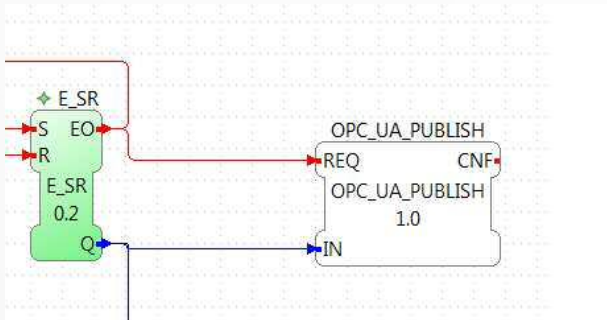 E_SR
S EO
R
E_SR
0.2
Q
OPC_UA_PUBLISH
REQ CNF
OPC_UA_PUBLISH
1.0
IN